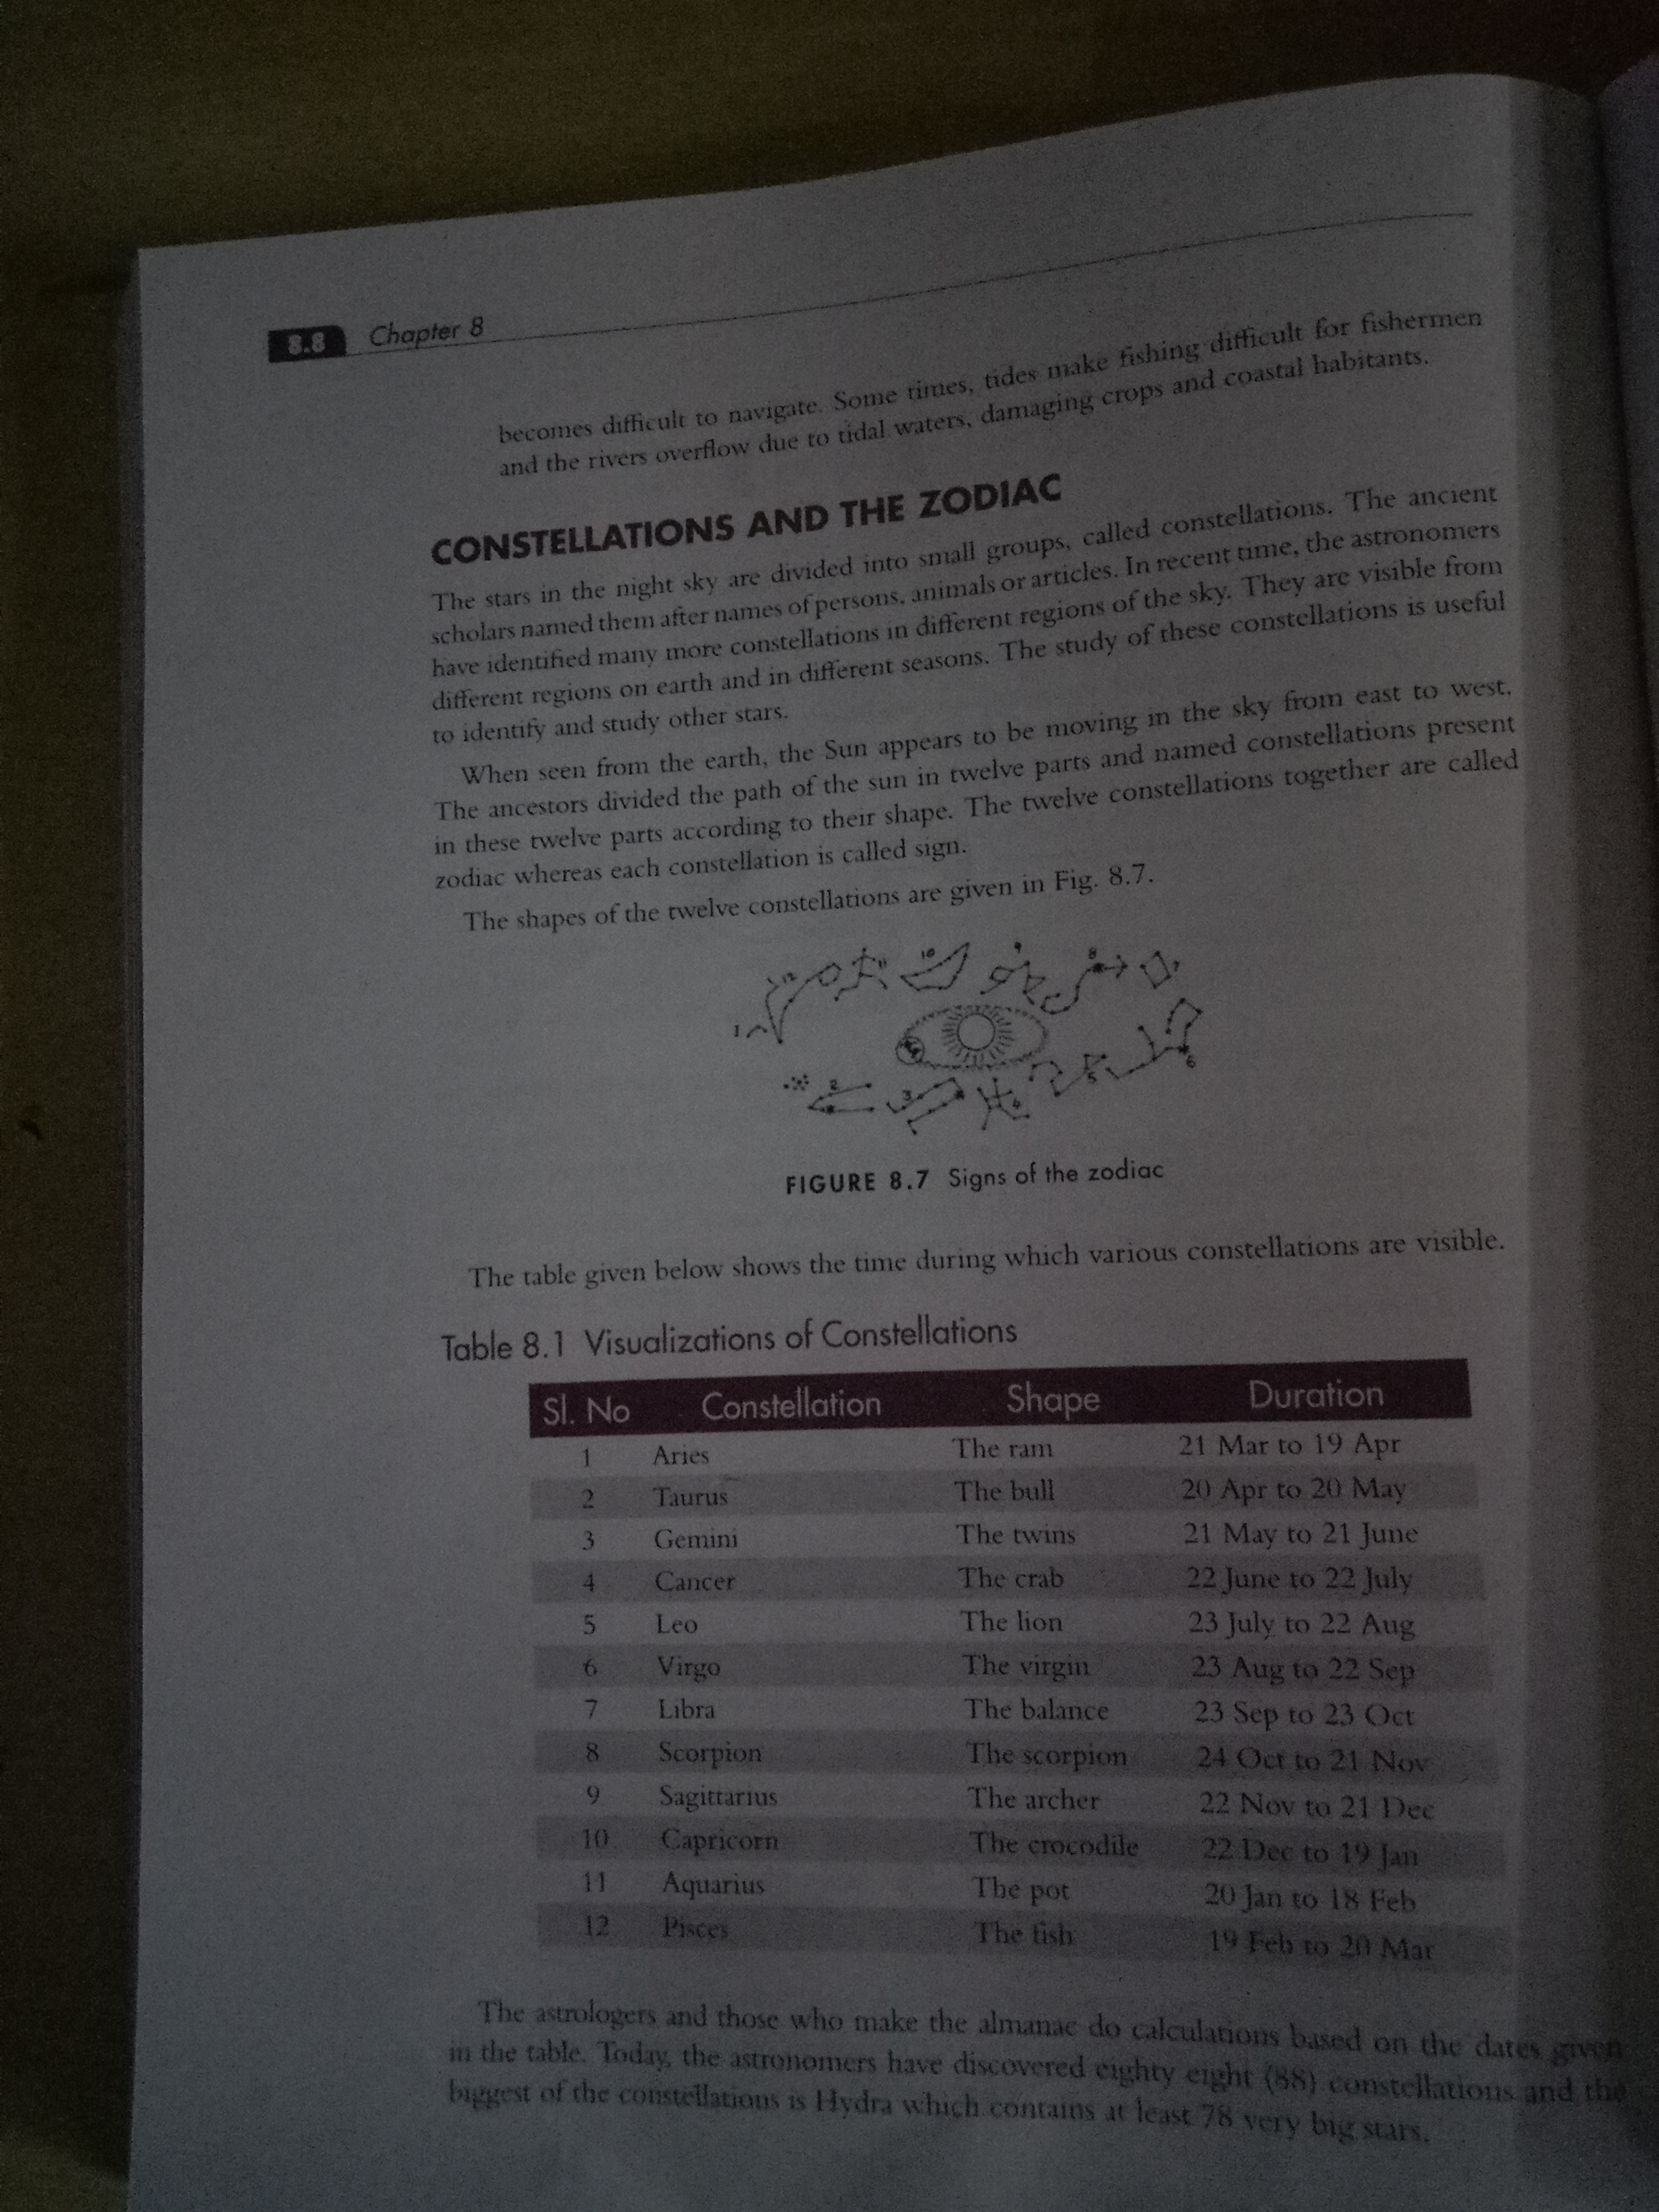 8.8 Chapter 8
becomes difficult to navigate. Some times, tides make fishing difficult for fishermen
and the rivers overflow due to tidal waters, damaging crops and coastal habitants.
CONSTELLATIONS AND THE ZODIAC
The stars in the night sky are divided into small groups, called constellations. The ancient
scholars named them after names of persons, animals or articles. In recent time, the astronomers
have identified many more constellations in different regions of the sky. They are visible from
different regions on earth and in different seasons. The study of these constellations is useful
to identify and study other stars.
When seen from the earth, the Sun appears to be moving in the sky from east to west.
The ancestors divided the path of the sun in twelve parts and named constellations present
in these twelve parts according to their shape. The twelve constellations together are called
zodiac whereas each constellation is called sign.
The shapes of the twelve constellations are given in Fig. 8.7.
12 11 10 8 7
1
6
2 3 4 5
FIGURE 8.7 Signs of the zodiac
The table given below shows the time during which various constellations are visible.
Table 8.1 Visualizations of Constellations
Sl. No Constellation Shape Duration
1 Aries The ram 21 Mar to 19 Apr
2 Taurus The bull 20 Apr to 20 May
3 Gemini The twins 21 May to 21 June
4 Cancer The crab 22 June to 22 July
5 Leo The lion 23 July to 22 Aug
6 Virgo The virgin 23 Aug to 22 Sep
7 Libra The balance 23 Sep to 23 Oct
8 Scorpion The scorpion 24 Oct to 21 Nov
9 Sagittarius The archer 22 Nov to 21 Dec
10 Capricorn The crocodile 22 Dec to 19 Jan
11 Aquarius The pot 20 Jan to 18 Feb
12 Pisces The fish 19 Feb to 20 Mar
The astrologers and those who make the almanac do calculations based on the dates given
in the table. Today, the astronomers have discovered eighty eight (88) constellations and the
biggest of the constellations is Hydra which contains at least 78 very big stars.